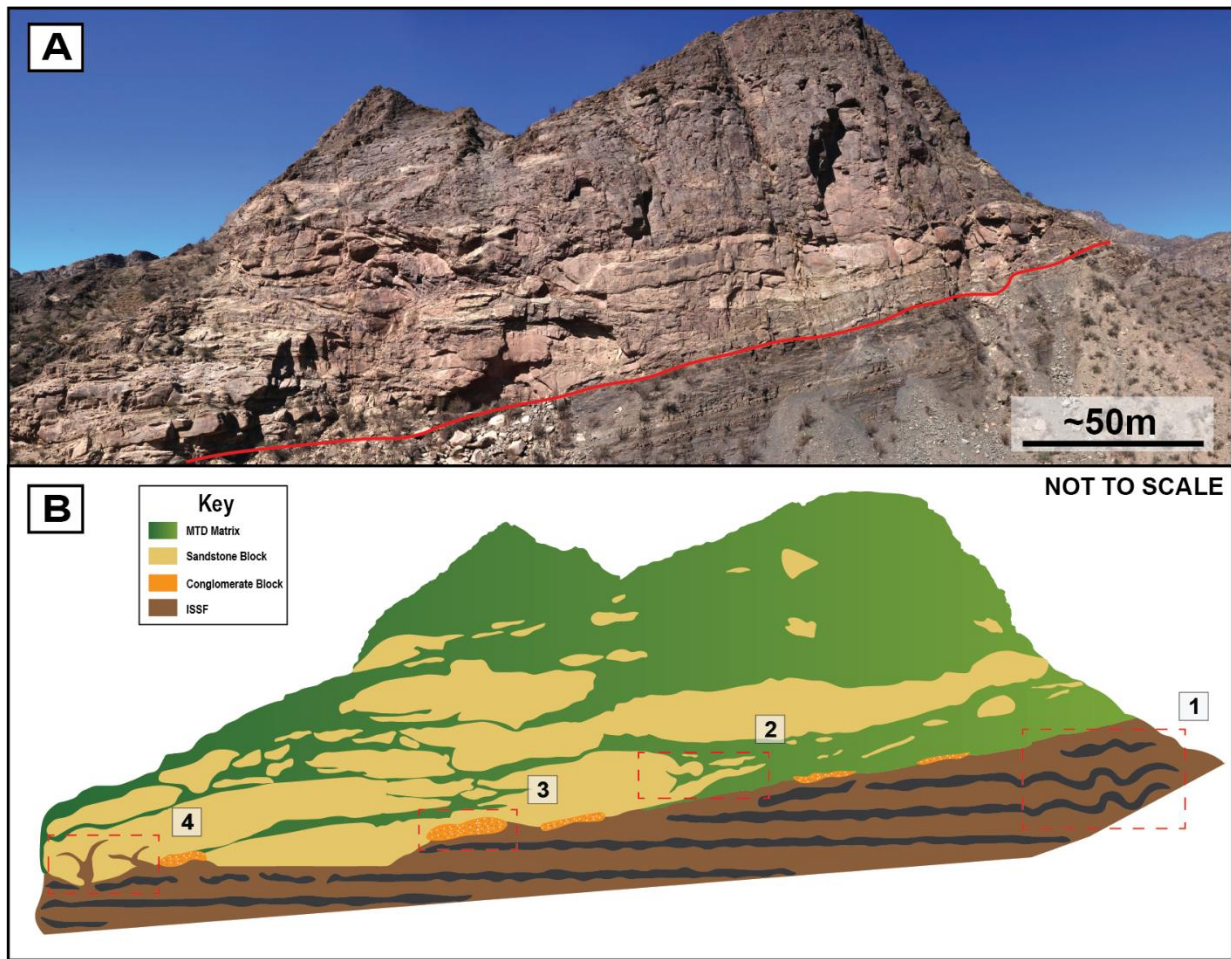 A
~50m
B
NOT TO SCALE
Key
MTD Matrix
Sandstone Block
Conglomerate Block
ISSF
1
2
3
4